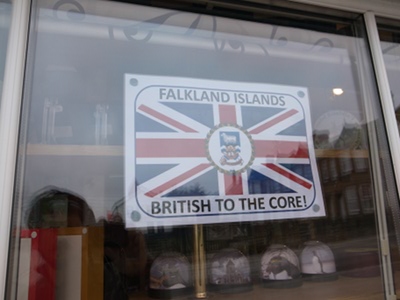 FALKLAND ISLANDS
BRITISH TO THE CORE!